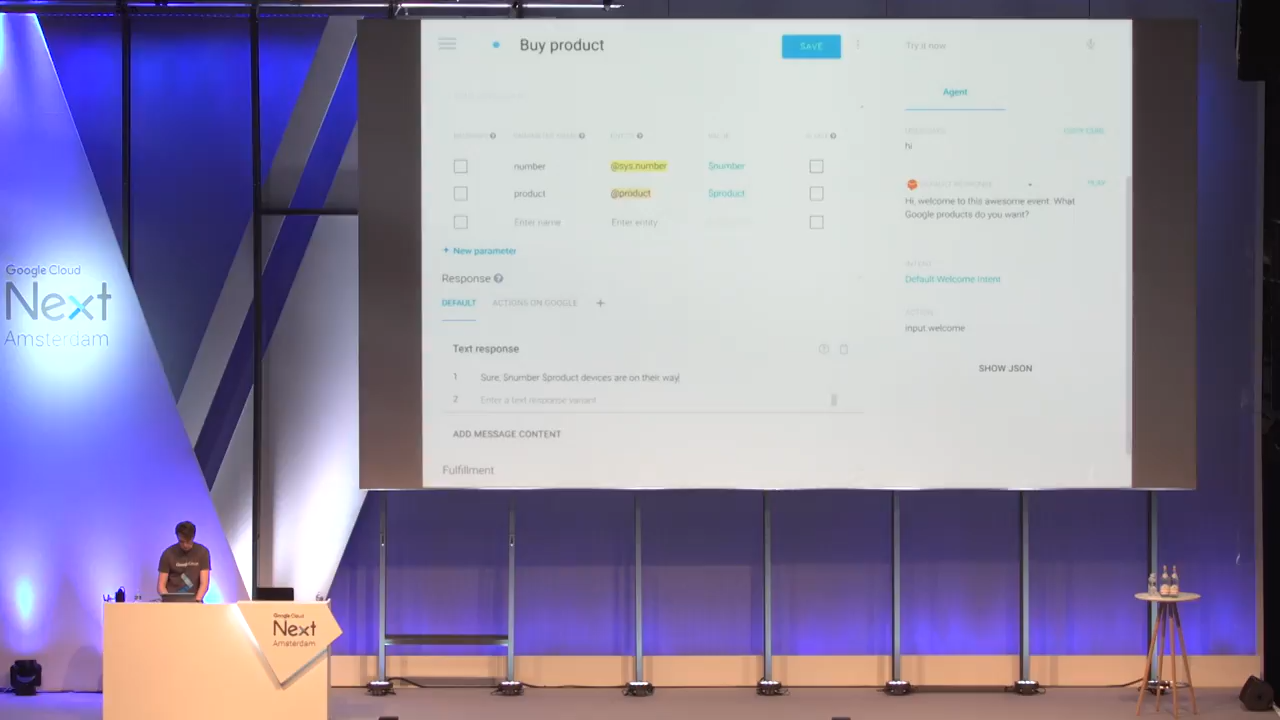 Buy product
SAVE
Try it now
Agent
hi
number @sys.number $number
product @product $product
Enter name Enter entity
+ New parameter
Hi, welcome to this awesome event. What
Google products do you want?
Response
DEFAULT ACTIONS ON GOOGLE +
INTENT
Default Welcome Intent
ACTION
input.welcome
SHOW JSON
Text response
1 Sure, $number $product devices are on their way
2 Enter a text response variant
ADD MESSAGE CONTENT
Fulfillment
Google Cloud
Next
Amsterdam
Google Cloud
Next
Amsterdam